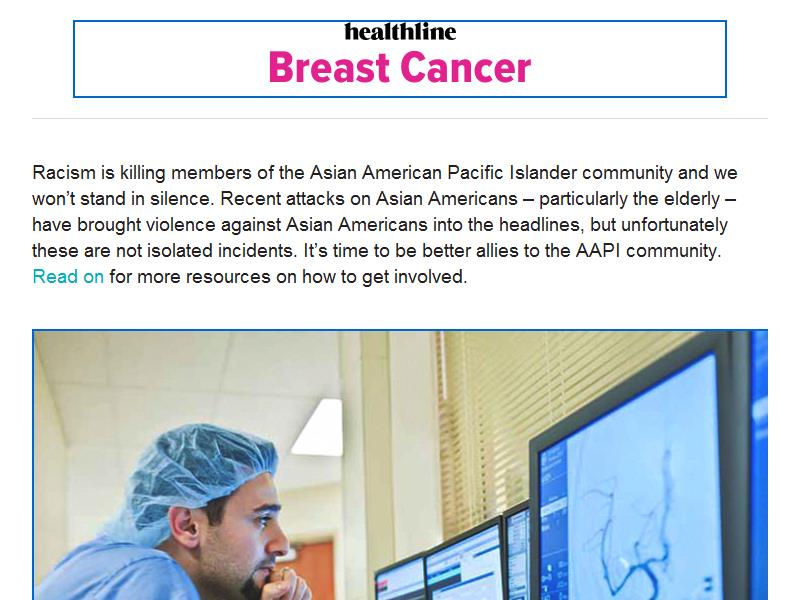 healthline
Breast Cancer
Racism is killing members of the Asian American Pacific Islander community and we
won’t stand in silence. Recent attacks on Asian Americans – particularly the elderly –
have brought violence against Asian Americans into the headlines, but unfortunately
these are not isolated incidents. It’s time to be better allies to the AAPI community.
Read on for more resources on how to get involved.